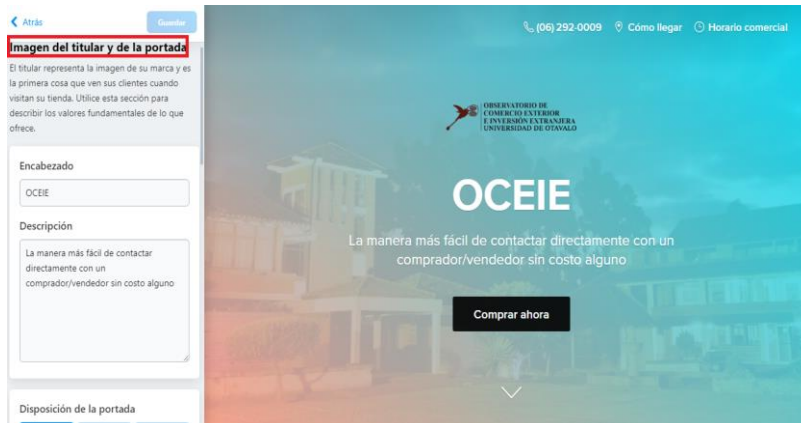 Atrás
Guardar
Imagen del titular y de la portada
El titular representa la imagen de su marca y es
la primera cosa que ven sus clientes cuando
visitan su tienda. Utilice esta sección para
describir los valores fundamentales de lo que
ofrece.
Encabezado
OCEIE
Descripción
La manera más fácil de contactar
directamente con un
comprador/vendedor sin costo alguno
Disposición de la portada
(06) 292-0009 Cómo llegar Horario comercial
OBSERVATORIO DE
COMERCIO EXTERIOR
E INVERSIÓN EXTRANJERA
UNIVERSIDAD DE OTAVALO
OCEIE
La manera más fácil de contactar directamente con un
comprador/vendedor sin costo alguno
Comprar ahora